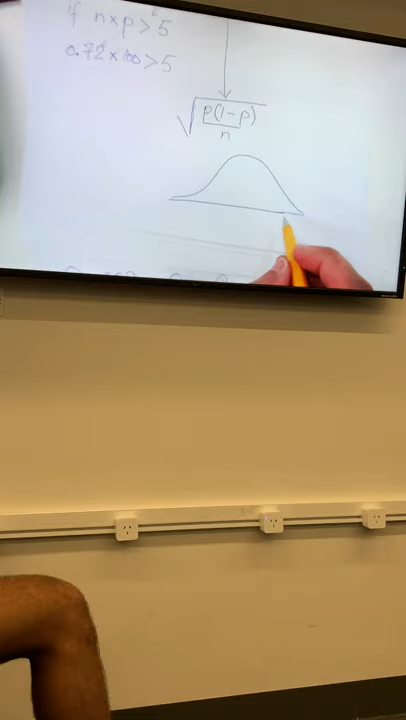 if n×p > 5
0.72×100 > 5
√p(1-p)
n